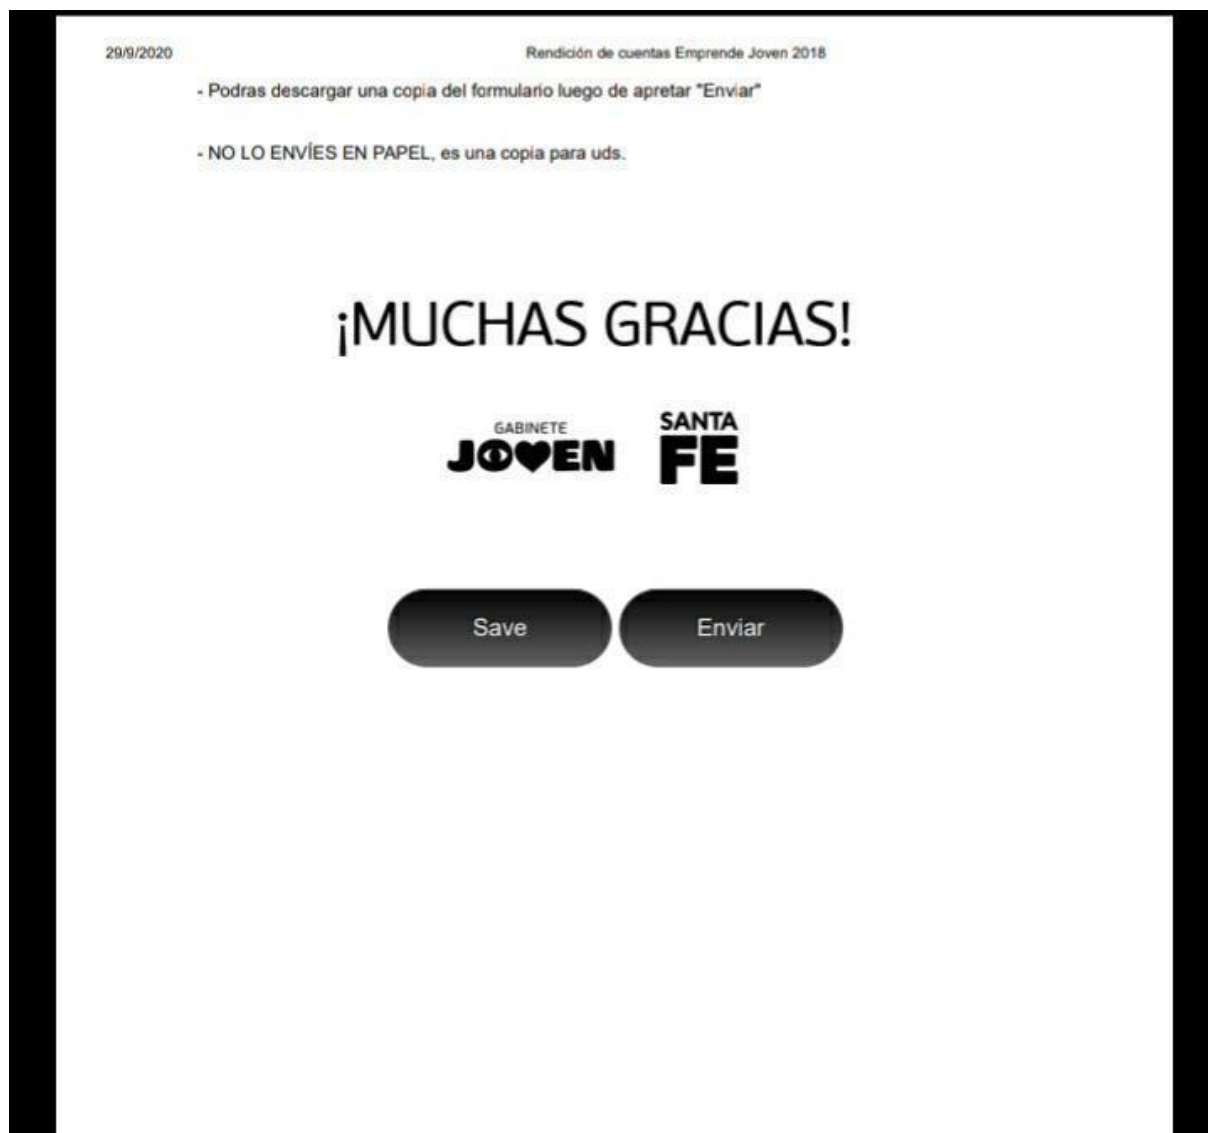 29/9/2020 Rendición de cuentas Emprende Joven 2018
- Podras descargar una copia del formulario luego de apretar "Enviar"
- NO LO ENVÍES EN PAPEL, es una copia para uds.
¡MUCHAS GRACIAS!
GABINETE
JOVEN
SANTA
FE
Save Enviar